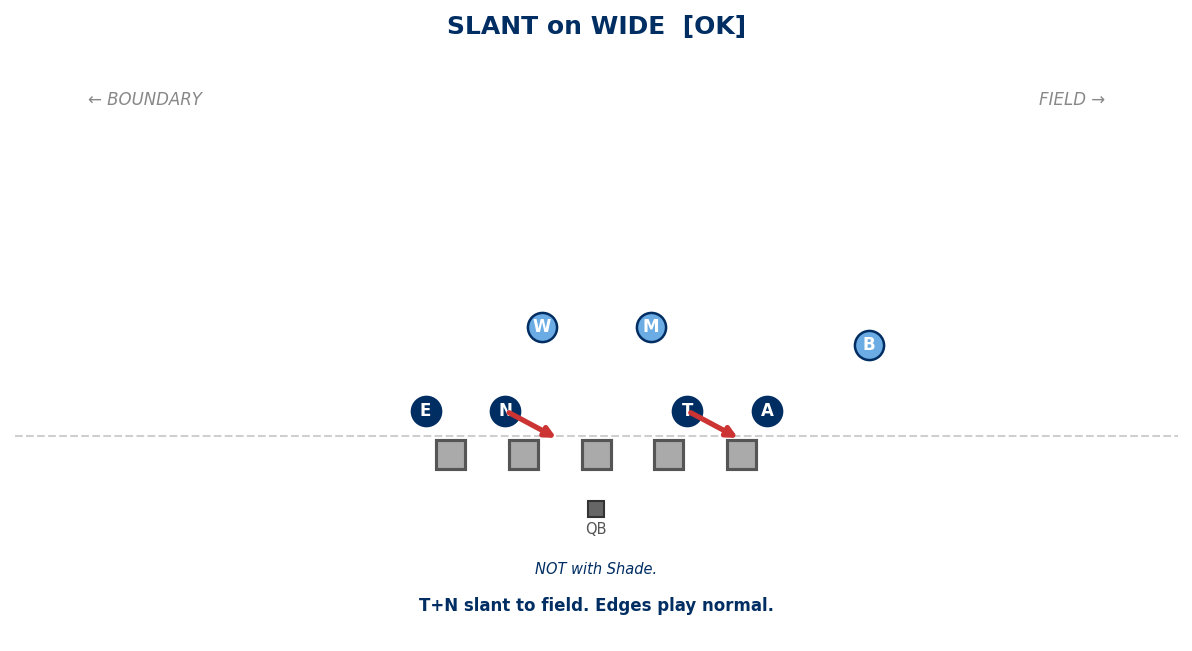 SLANT on WIDE [OK]
← BOUNDARY
FIELD →
W
M
B
E
N
T
A
QB
NOT with Shade.
T+N slant to field. Edges play normal.